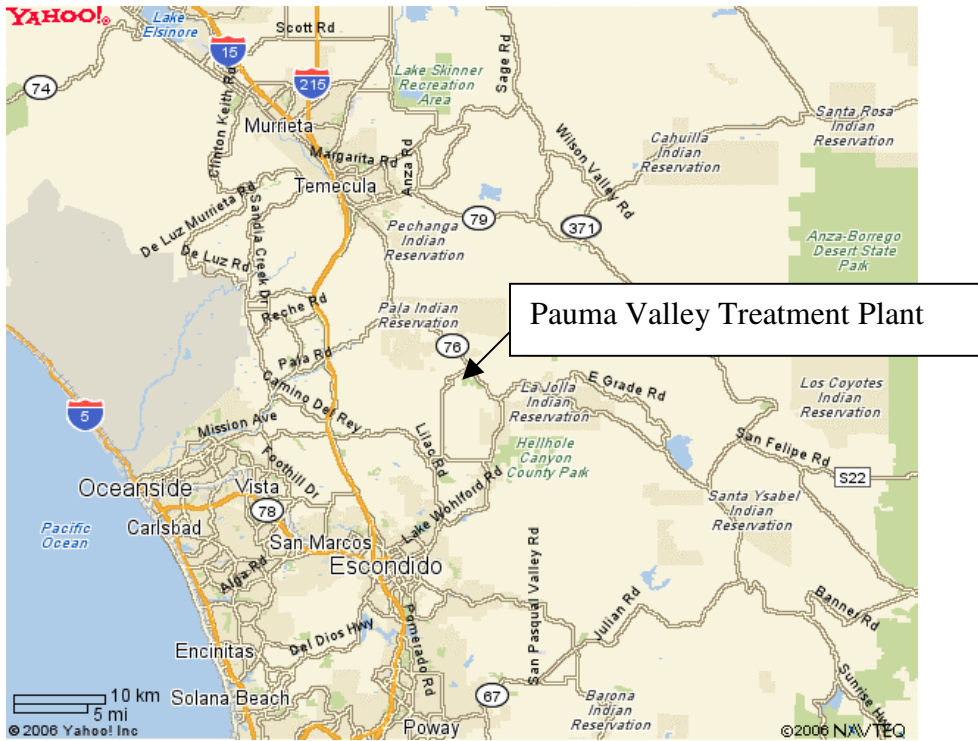 YAHOO!®
Lake
Elsinore
Scott Rd
15
215
74
Clinton Keith Rd
Lake Skinner
Recreation
Area
Sage Rd
Murrieta
Santa Rosa
Indian
Reservation
Cahuilla
Indian
Reservation
Wilson Valley Rd
Margarita Rd
Anza Rd
Temecula
De Luz Murrieta Rd
Sandia Creek Dr
79
371
Pechanga
Indian
Reservation
De Luz Rd
Anza-Borrego
Desert State
Park
Reche Rd
Pala Indian
Reservation
Pauma Valley Treatment Plant
76
Pala Rd
5
Camino Del Rey
La Jolla
Indian
Reservation
E Grade Rd
Los Coyotes
Indian
Reservation
Mission Ave
Lilac Rd
Hellhole
Canyon
County Park
San Felipe Rd
Foothill Dr
S22
Oceanside
Vista
Lake Wohlford Rd
Santa Ysabel
Indian
Reservation
78
Carlsbad
Pacific
Ocean
San Marcos
Escondido
San Pasqual Valley Rd
Alga Rd
Julian Rd
Banner Rd
Pomerado Rd
Del Dios Hwy
Encinitas
Sunrise Hwy
67
Barona
Indian
Reservation
10 km
5 mi
Solana Beach
Poway
© 2006 Yahoo! Inc
©2006 NAVTEQ